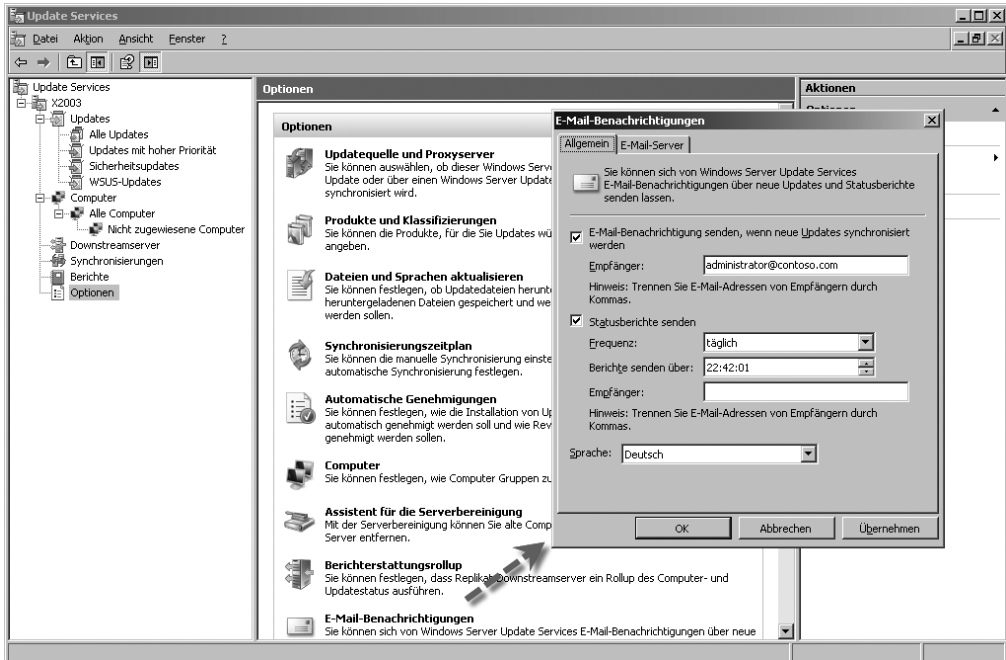 Update Services
Datei Aktion Ansicht Fenster ?
Update Services
X2003
Updates
Alle Updates
Updates mit hoher Priorität
Sicherheitsupdates
WSUS-Updates
Computer
Alle Computer
Nicht zugewiesene Computer
Downstreamserver
Synchronisierungen
Berichte
Optionen
Optionen
Optionen
Updatequelle und Proxyserver
Sie können auswählen, ob dieser Windows Serv
Update oder über einen Windows Server Update
synchronisiert wird.
Produkte und Klassifizierungen
Sie können die Produkte, für die Sie Updates wü
angeben.
Dateien und Sprachen aktualisieren
Sie können festlegen, ob Updatedateien herunt
heruntergeladenen Dateien gespeichert und we
werden sollen.
Synchronisierungszeitplan
Sie können die manuelle Synchronisierung einste
automatische Synchronisierung festlegen.
Automatische Genehmigungen
Sie können festlegen, wie die Installation von Up
automatisch genehmigt werden soll und wie Rev
genehmigt werden sollen.
Computer
Sie können festlegen, wie Computer Gruppen zu
Assistent für die Serverbereinigung
Mit der Serverbereinigung können Sie alte Comp
Server entfernen.
Berichterstattungsrollup
Sie können festlegen, dass Replikat-Downstreamserver ein Rollup des Computer- und
Updatestatus ausführen.
E-Mail-Benachrichtigungen
Sie können sich von Windows Server Update Services E-Mail-Benachrichtigungen über neue
Aktionen
Optionen
E-Mail-Benachrichtigungen
Allgemein E-Mail-Server
Sie können sich von Windows Server Update Services
E-Mail-Benachrichtigungen über neue Updates und Statusberichte
senden lassen.
E-Mail-Benachrichtigung senden, wenn neue Updates synchronisiert
werden
Empfänger: administrator@contoso.com
Hinweis: Trennen Sie E-Mail-Adressen von Empfängern durch
Kommas.
Statusberichte senden
Frequenz: täglich
Berichte senden über: 22:42:01
Empfänger:
Hinweis: Trennen Sie E-Mail-Adressen von Empfängern durch
Kommas.
Sprache: Deutsch
OK Abbrechen Übernehmen